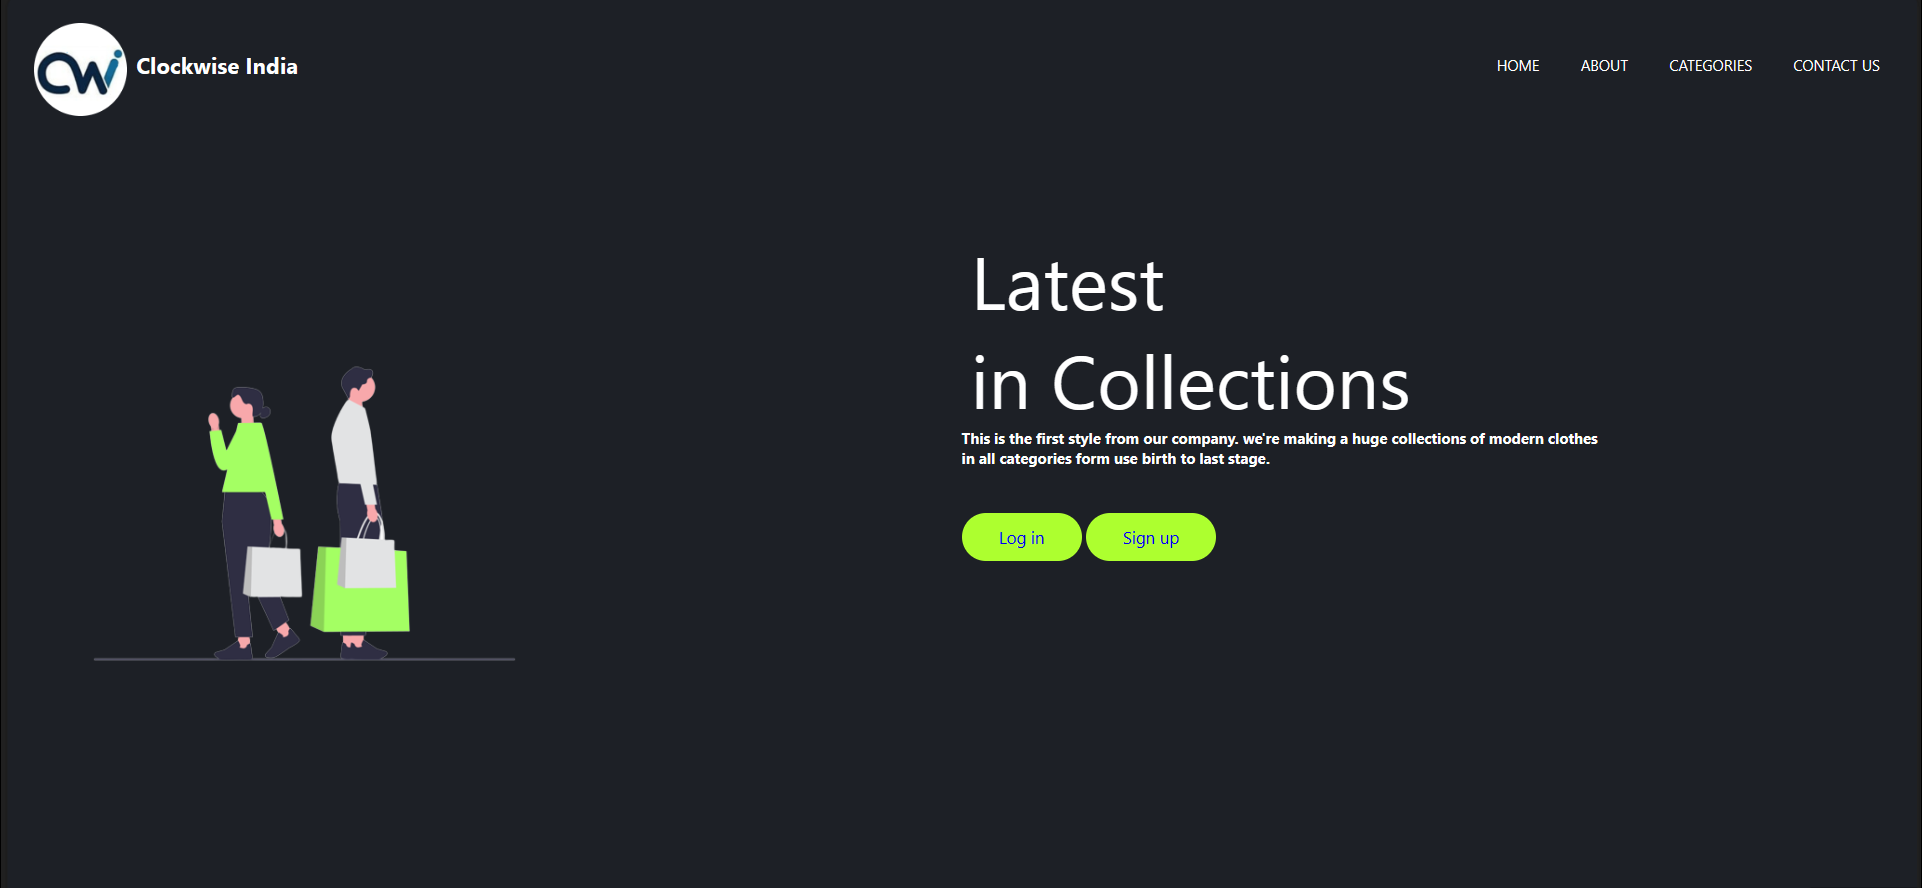 CWi
Clockwise India
HOME ABOUT CATEGORIES CONTACT US
Latest
in Collections
This is the first style from our company. we're making a huge collections of modern clothes
in all categories form use birth to last stage.
Log in Sign up